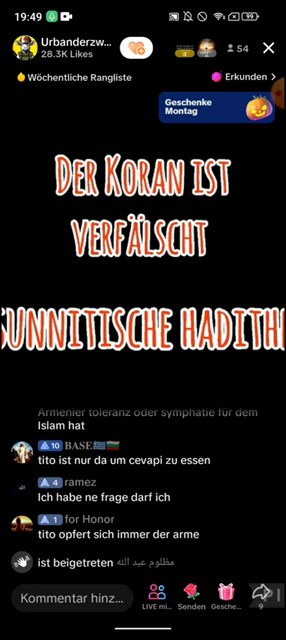 19:49
99
Urbanderzw...
28.3K Likes
4
54
Wöchentliche Rangliste
Erkunden >
Geschenke
Montag
DER KORAN IST
VERFÄLSCHT
SUNNITISCHE HADITHE
Armenier toleranz oder symphatie für dem
Islam hat
10 BASE
tito ist nur da um cevapi zu essen
4 ramez
Ich habe ne frage darf ich
1 for Honor
tito opfert sich immer der arme
ist beigetreten مظلوم عبد الله
Kommentar hinz...
LIVE mi...
Senden
Gesche...
9